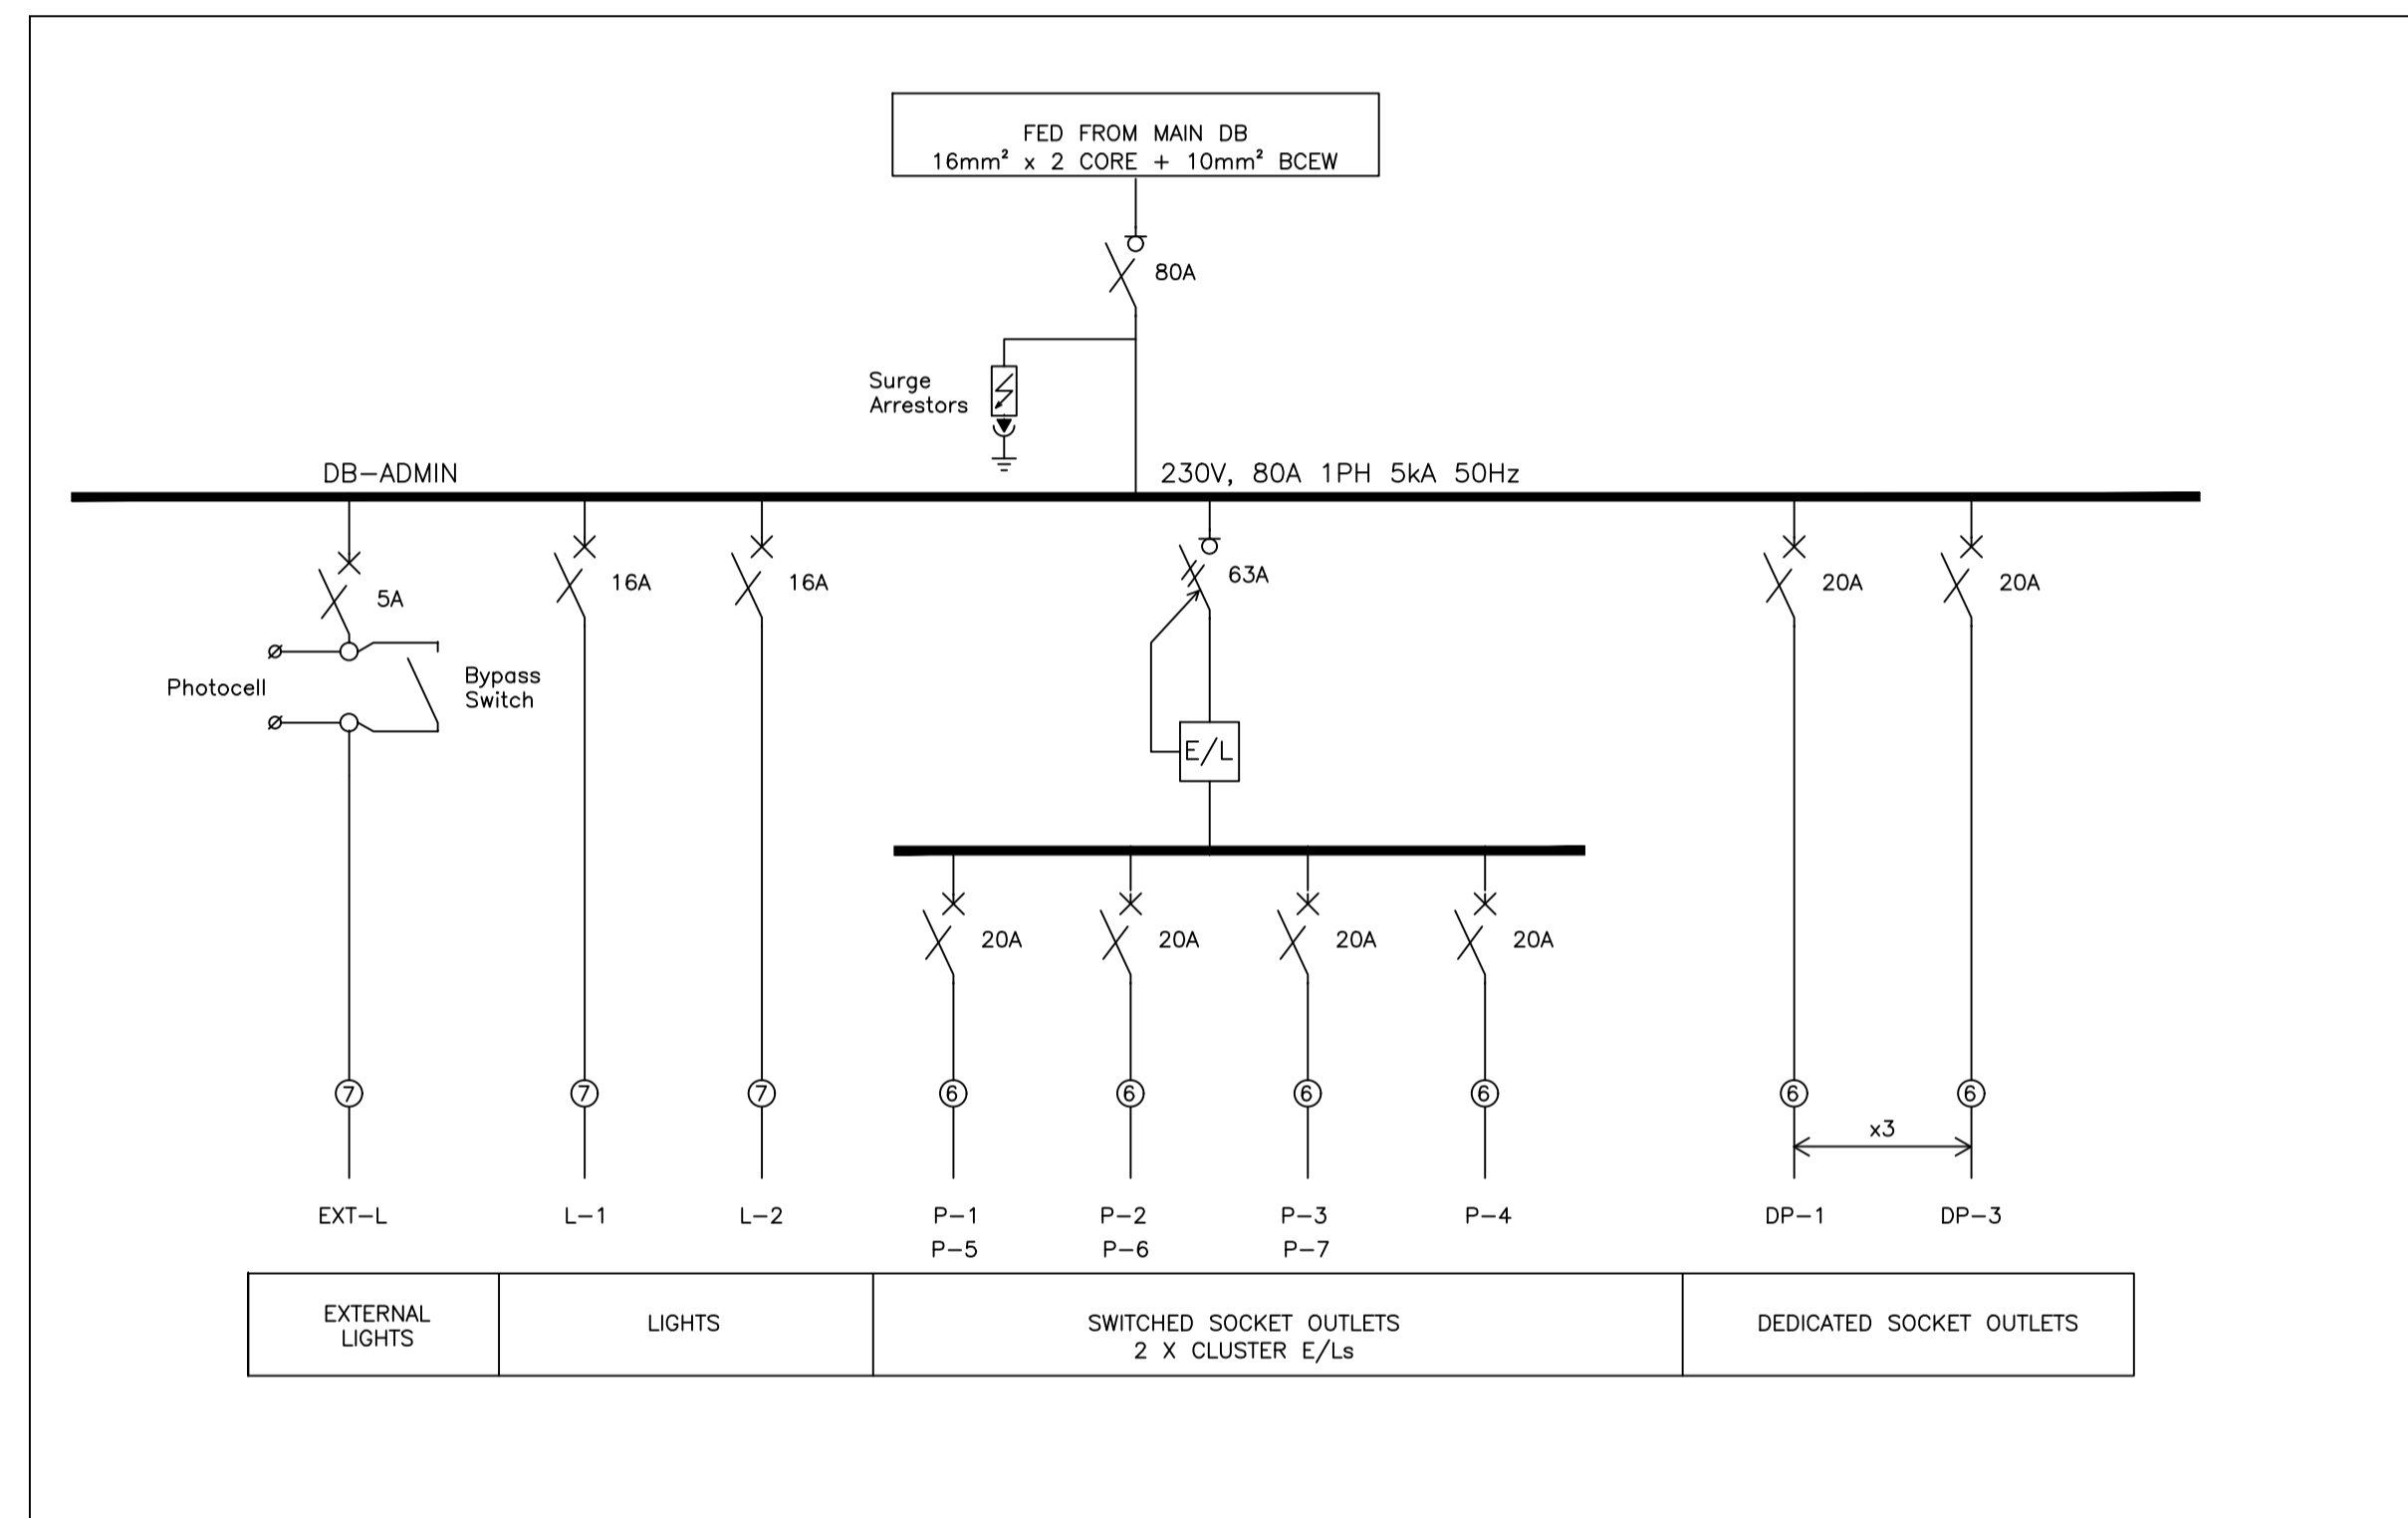 FED FROM MAIN DB
16mm² x 2 CORE + 10mm² BCEW
80A
Surge
Arrestors
DB-ADMIN
230V, 80A 1PH 5kA 50Hz
5A
16A
16A
63A
20A
20A
Photocell
Bypass
Switch
E/L
20A
20A
20A
20A
7
7
7
6
6
6
6
6
6
x3
EXT-L
L-1
L-2
P-1
P-2
P-3
P-4
DP-1
DP-3
P-5
P-6
P-7
EXTERNAL
LIGHTS
LIGHTS
SWITCHED SOCKET OUTLETS
2 X CLUSTER E/Ls
DEDICATED SOCKET OUTLETS